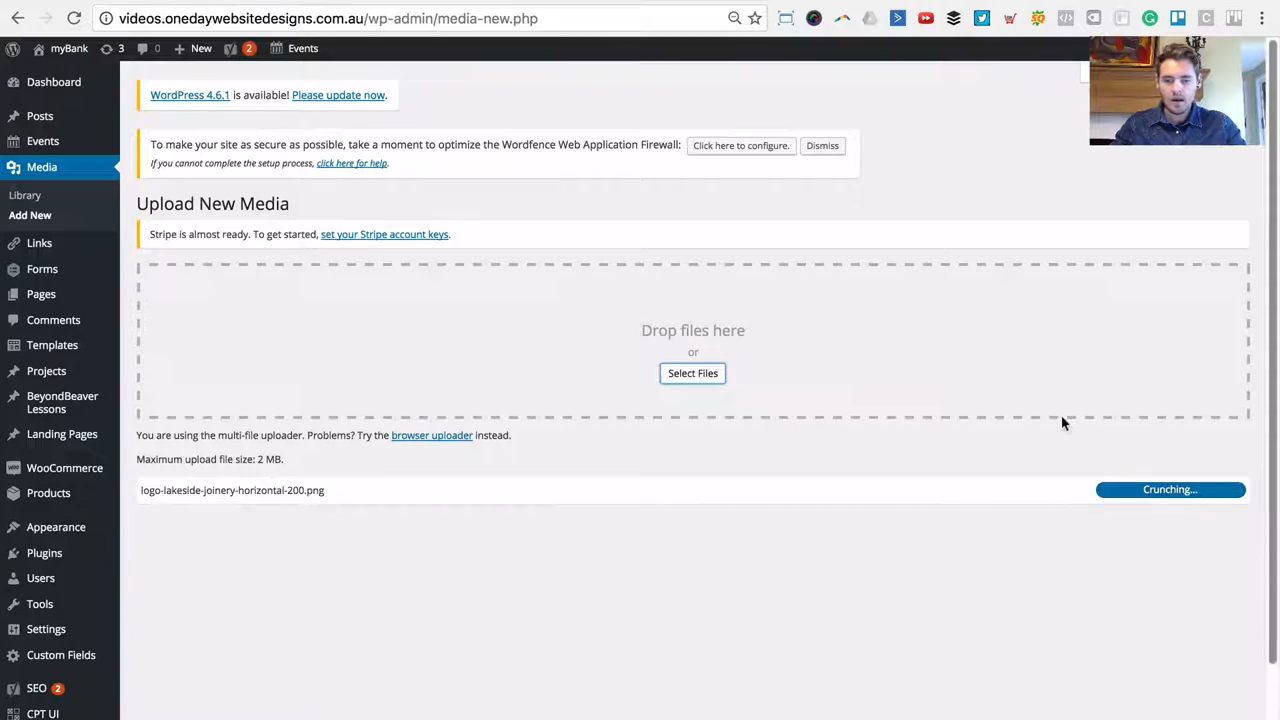 videos.onedaywebsitedesigns.com.au/wp-admin/media-new.php
myBank
3
0
New
2
Events
Dashboard
Posts
Events
Media
Library
Add New
Links
Forms
Pages
Comments
Templates
Projects
BeyondBeaver
Lessons
Landing Pages
WooCommerce
Products
Appearance
Plugins
Users
Tools
Settings
Custom Fields
SEO 2
CPT UI
WordPress 4.6.1 is available! Please update now.
To make your site as secure as possible, take a moment to optimize the Wordfence Web Application Firewall: Click here to configure. Dismiss
If you cannot complete the setup process, click here for help.
Upload New Media
Stripe is almost ready. To get started, set your Stripe account keys.
Drop files here
or
Select Files
You are using the multi-file uploader. Problems? Try the browser uploader instead.
Maximum upload file size: 2 MB.
logo-lakeside-joinery-horizontal-200.png
Crunching...